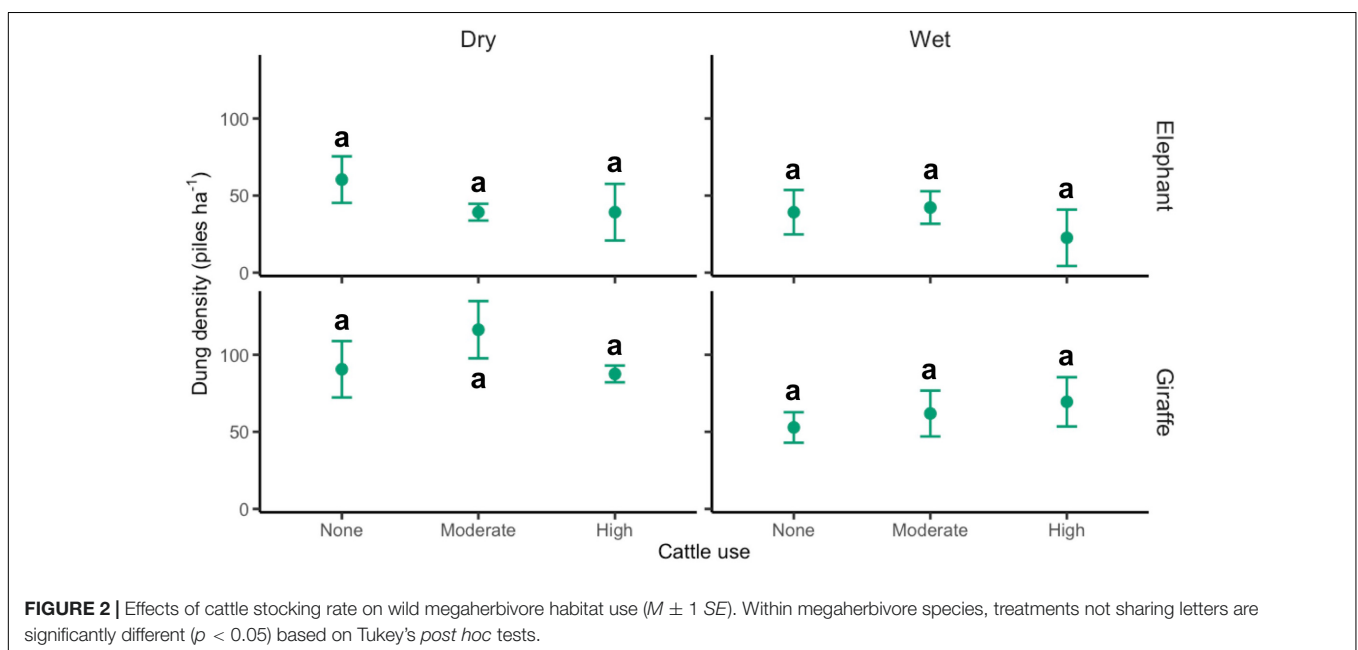 Dry
Wet
Dung density (piles ha⁻¹)
100
50
0
a
a
a
a
a
a
Elephant
100
50
0
a
a
a
a
a
a
Giraffe
None
Moderate
High
None
Moderate
High
Cattle use
FIGURE 2 | Effects of cattle stocking rate on wild megaherbivore habitat use (M ± 1 SE). Within megaherbivore species, treatments not sharing letters are
significantly different (p < 0.05) based on Tukey's post hoc tests.